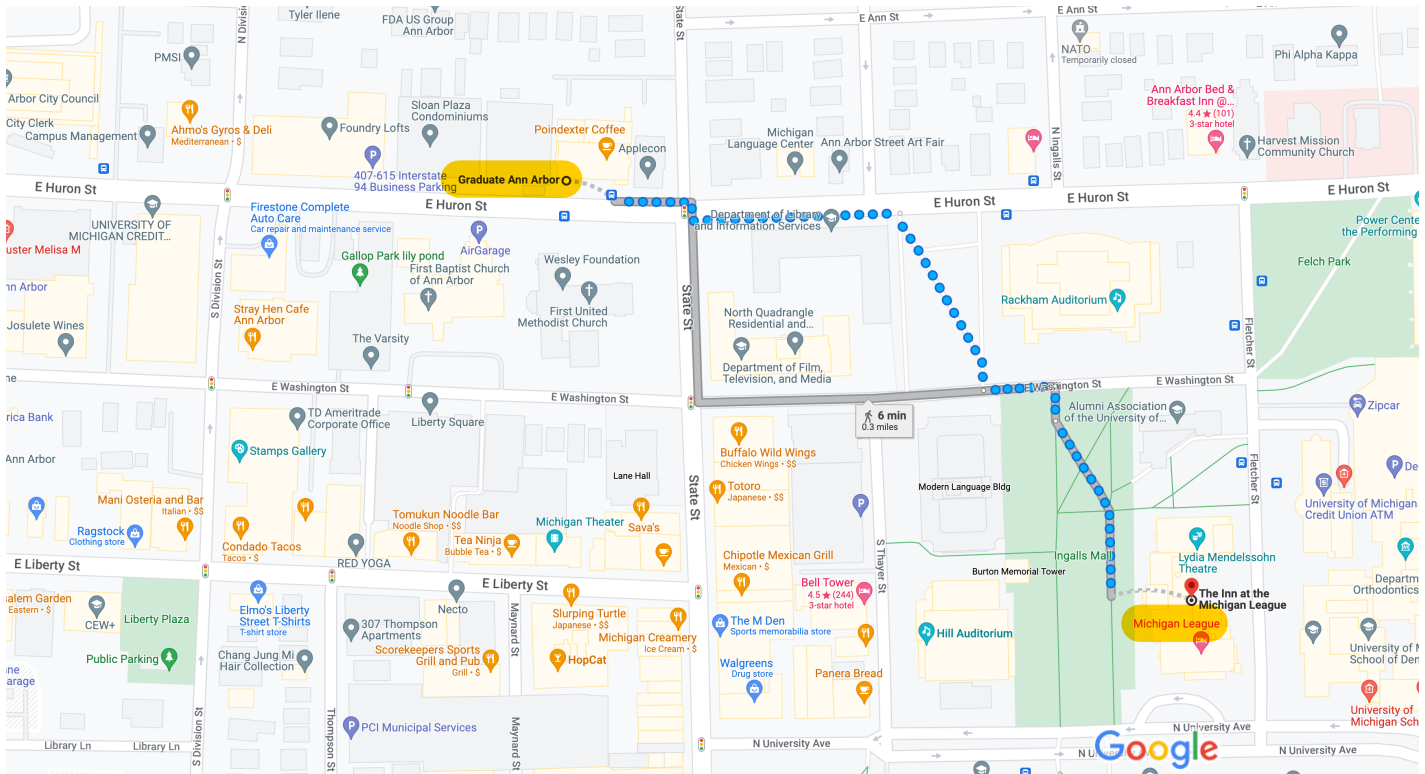 Tyler Ilene
FDA US Group
Ann Arbor
N Division
State St
E Ann St
E Ann St
E Ann
PMSI
NATO
Temporarily closed
Phi Alpha Kappa
Arbor City Council
City Clerk
Campus Management
Ahmo's Gyros & Deli
Mediterranean • $
Foundry Lofts
Sloan Plaza
Condominiums
Poindexter Coffee
Applecon
Michigan
Language Center
Ann Arbor Street Art Fair
N Ingalls St
Ann Arbor Bed &
Breakfast Inn @...
4.4 ★ (101)
3-star hotel
Harvest Mission
Community Church
P
407-615 Interstate
94 Business Parking
Graduate Ann Arbor
E Huron St
E Huron St
E Huron St
E Huron St
E Huron St
UNIVERSITY OF
MICHIGAN CREDIT...
Firestone Complete
Auto Care
Car repair and maintenance service
Department of Library
and Information Services
Power Cente
the Performing
uster Melisa M
P
AirGarage
Gallop Park lily pond
First Baptist Church
of Ann Arbor
Wesley Foundation
First United
Methodist Church
Felch Park
nn Arbor
S Division St
State St
Rackham Auditorium
Stray Hen Cafe
Ann Arbor
Josulete Wines
The Varsity
North Quadrangle
Residential and...
Department of Film,
Television, and Media
Fletcher St
ne
E Washington St
E Washington St
E Washington St
E Washington St
6 min
0.3 miles
rica Bank
TD Ameritrade
Corporate Office
Liberty Square
Alumni Association
of the University of...
Zipcar
Ann Arbor
Stamps Gallery
Buffalo Wild Wings
Chicken Wings • $$
Lane Hall
State St
Totoro
Japanese • $$
Modern Language Bldg
Fletcher St
P
De
Mani Osteria and Bar
Italian • $$
Ragstock
Clothing store
Condado Tacos
Tacos • $
Tomukun Noodle Bar
Noodle Shop • $$
Tea Ninja
Bubble Tea • $
Michigan Theater
Sava's
P
University of Michigan
Credit Union ATM
RED YOGA
S Thayer St
Chipotle Mexican Grill
Mexican • $
Ingalls Mall
Burton Memorial Tower
Lydia Mendelssohn
Theatre
E Liberty St
E Liberty St
Departm
Orthodontics
salem Garden
Eastern • $
CEW+
Liberty Plaza
Elmo's Liberty
Street T-Shirts
T-shirt store
Necto
Maynard St
Slurping Turtle
Japanese • $$
Bell Tower
4.5 ★ (244)
3-star hotel
The Inn at the
Michigan League
Michigan League
307 Thompson
Apartments
Michigan Creamery
Ice Cream • $
The M Den
Sports memorabilia store
Hill Auditorium
Public Parking
Chang Jung Mi
Hair Collection
Scorekeepers Sports
Grill and Pub
Grill • $
HopCat
Walgreens
Drug store
Panera Bread
University of M
School of Den
ne
arage
University of
Michigan Sch
S Division St
Thompson St
P
PCI Municipal Services
Maynard St
N University Ave
Library Ln
Library Ln
N University Ave
N U
Google
N University Ave